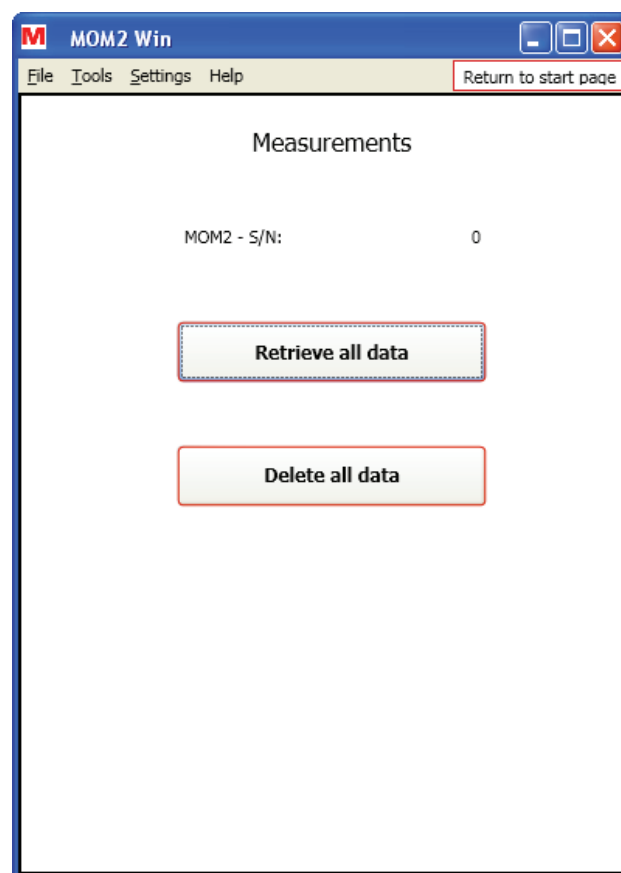 M MOM2 Win
File Tools Settings Help Return to start page
Measurements
MOM2 - S/N: 0
Retrieve all data
Delete all data